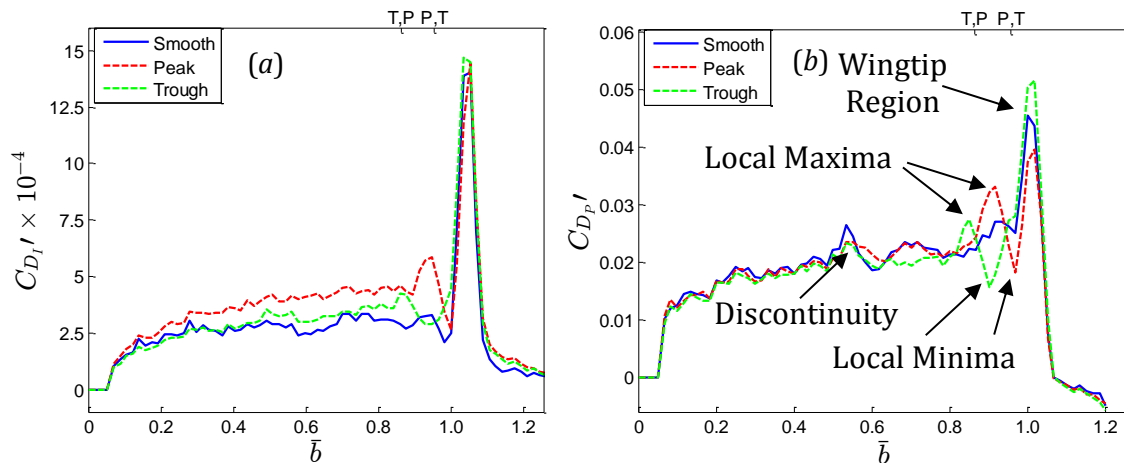 T,P P,T
15
12.5
10
7.5
5
2.5
0
C_{D_I}′ × 10⁻⁴
Smooth
Peak
Trough
(a)
0 0.2 0.4 0.6 0.8 1.0 1.2
b̄
T,P P,T
0.06
0.05
0.04
0.03
0.02
0.01
0
C_{D_P}′
Smooth
Peak
Trough
(b) Wingtip
Region
Local Maxima
Discontinuity
Local Minima
0 0.2 0.4 0.6 0.8 1.0 1.2
b̄